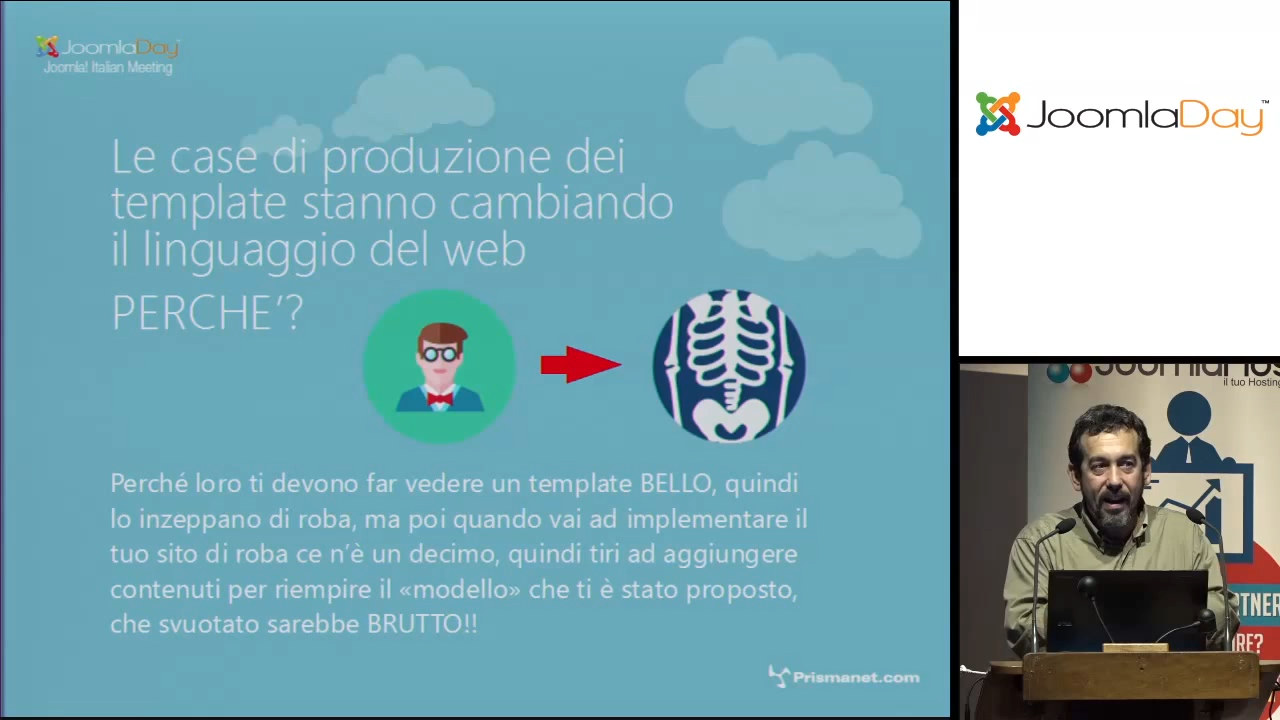 JoomlaDay
Joomla! Italian Meeting
Le case di produzione dei
template stanno cambiando
il linguaggio del web
PERCHE’?
Perché loro ti devono far vedere un template BELLO, quindi
lo inzeppano di roba, ma poi quando vai ad implementare il
tuo sito di roba ce n’è un decimo, quindi tiri ad aggiungere
contenuti per riempire il «modello» che ti è stato proposto,
che svuotato sarebbe BRUTTO!!
Prismanet.com
JoomlaDay™
il tuo Hosting